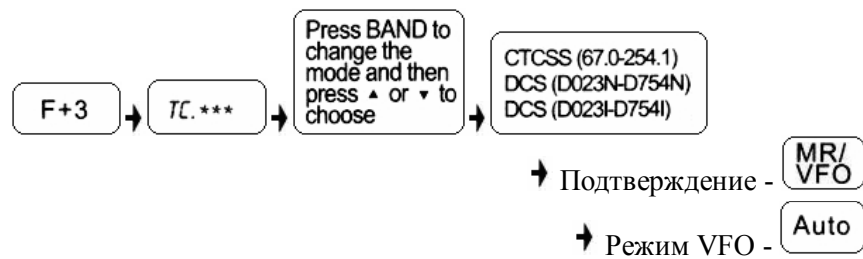 F+3
TC.***
Press BAND to
change the
mode and then
press ▲ or ▼ to
choose
CTCSS (67.0-254.1)
DCS (D023N-D754N)
DCS (D023I-D754I)
Подтверждение - MR/
VFO
Режим VFO - Auto